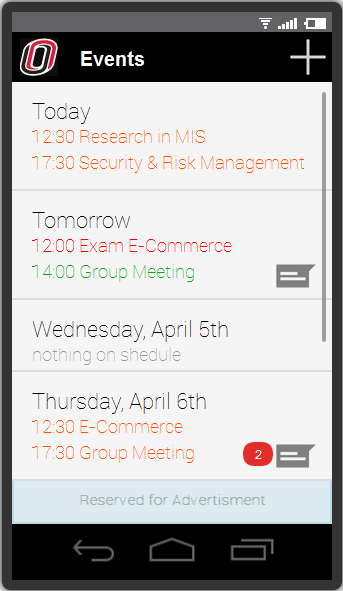 Events
Today
12:30 Research in MIS
17:30 Security & Risk Management
Tomorrow
12:00 Exam E-Commerce
14:00 Group Meeting
Wednesday, April 5th
nothing on shedule
Thursday, April 6th
12:30 E-Commerce
17:30 Group Meeting
2
Reserved for Advertisment